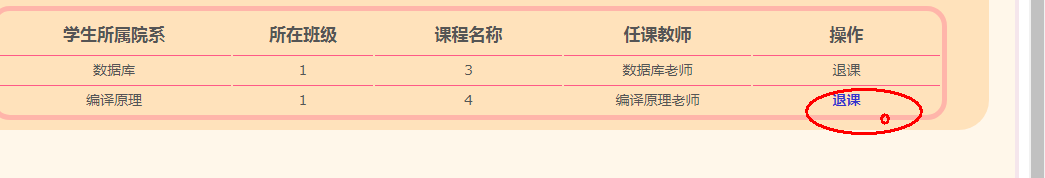 学生所属院系 所在班级 课程名称 任课教师 操作
数据库 1 3 数据库老师 退课
编译原理 1 4 编译原理老师 退课